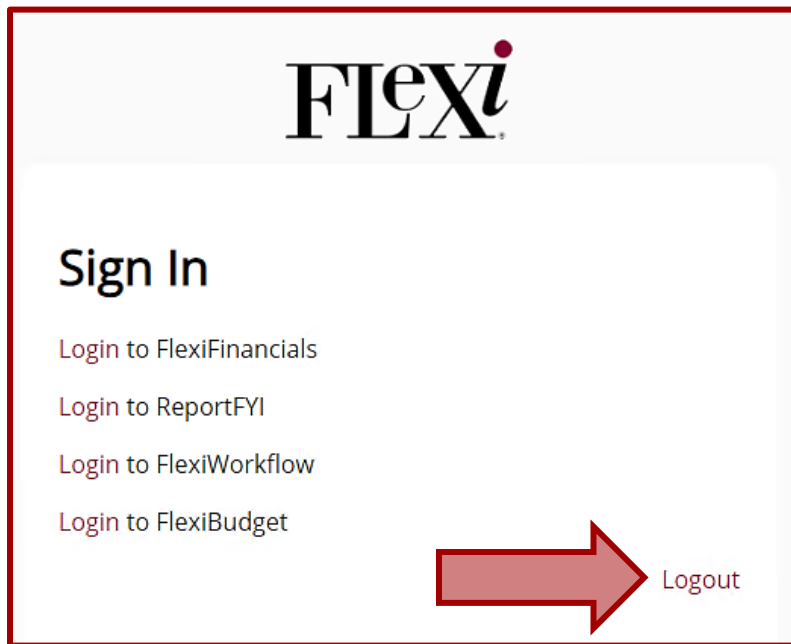 FLeXi®
Sign In
Login to FlexiFinancials
Login to ReportFYI
Login to FlexiWorkflow
Login to FlexiBudget
Logout